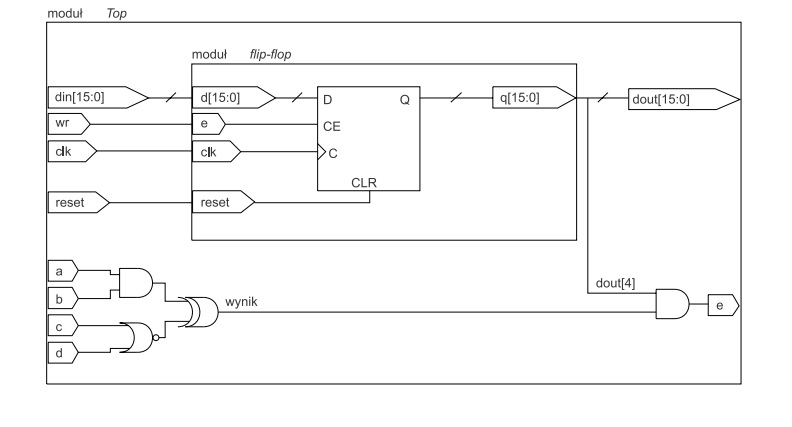 moduł Top
moduł flip-flop
din[15:0] d[15:0] D Q q[15:0] dout[15:0]
wr e CE
clk clk C
reset reset CLR
a
b
c
d
wynik
dout[4]
e